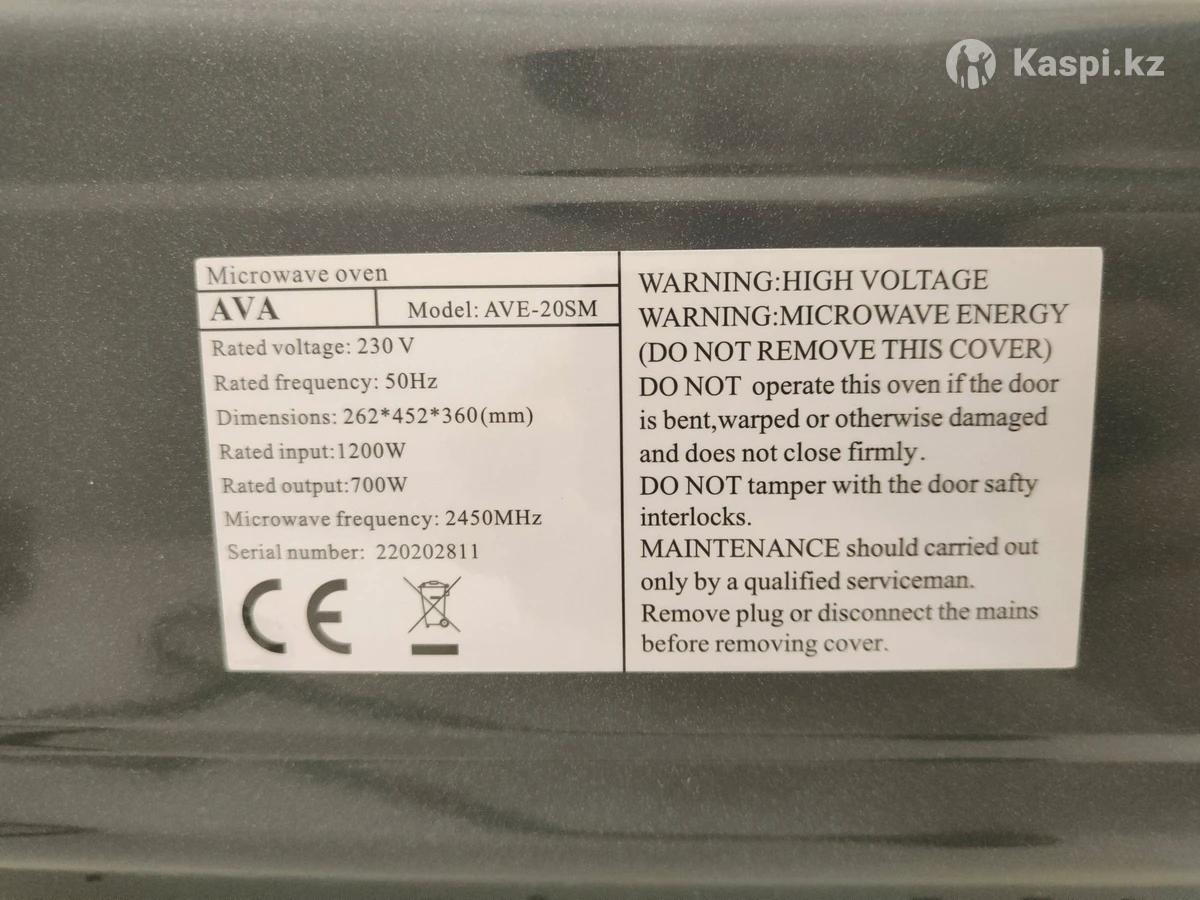 Kaspi.kz
Microwave oven
AVA
Model: AVE-20SM
Rated voltage: 230 V
Rated frequency: 50Hz
Dimensions: 262*452*360(mm)
Rated input:1200W
Rated output:700W
Microwave frequency: 2450MHz
Serial number: 220202811
CE
WARNING:HIGH VOLTAGE
WARNING:MICROWAVE ENERGY
(DO NOT REMOVE THIS COVER)
DO NOT operate this oven if the door
is bent,warped or otherwise damaged
and does not close firmly.
DO NOT tamper with the door safty
interlocks.
MAINTENANCE should carried out
only by a qualified serviceman.
Remove plug or disconnect the mains
before removing cover.